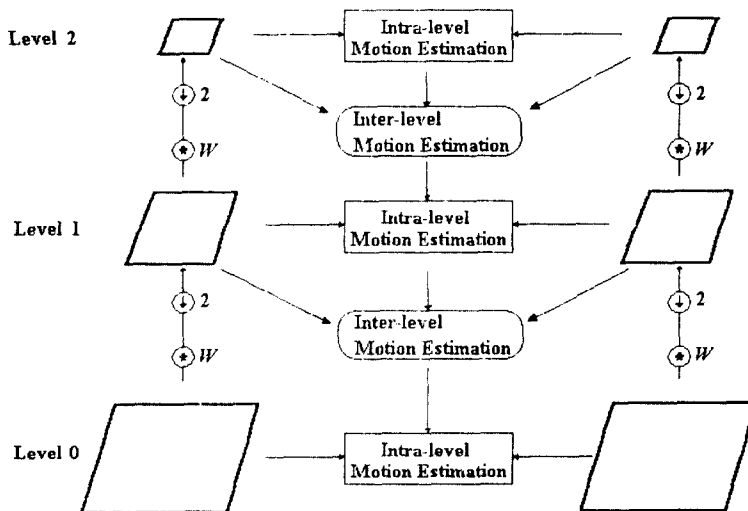 Level 2
Intra-level
Motion Estimation
2
2
Inter-level
Motion Estimation
W
W
Level 1
Intra-level
Motion Estimation
2
2
Inter-level
Motion Estimation
W
W
Level 0
Intra-level
Motion Estimation